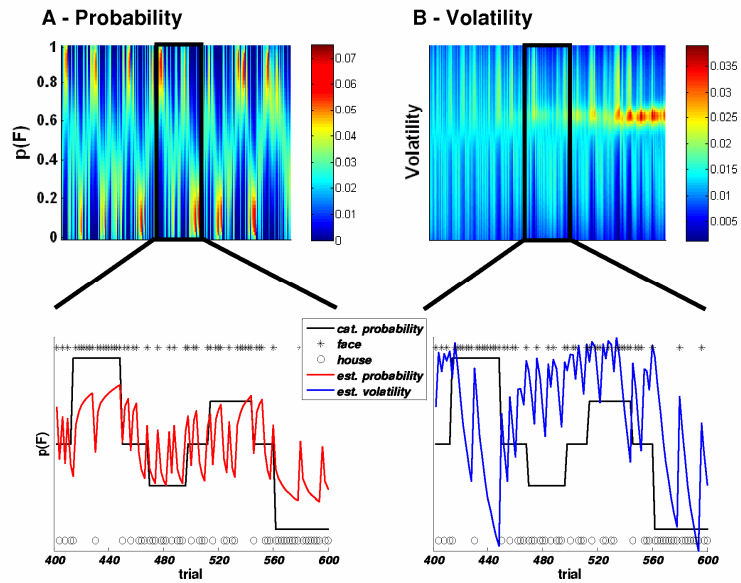 A - Probability
B - Volatility
1
0.8
0.6
0.4
0.2
0
p(F)
0.07
0.06
0.05
0.04
0.03
0.02
0.01
0
Volatility
0.035
0.03
0.025
0.02
0.015
0.01
0.005
cat. probability
face
house
est. probability
est. volatility
p(F)
400 440 480 520 560 600
trial
p(F)
400 440 480 520 560 600
trial